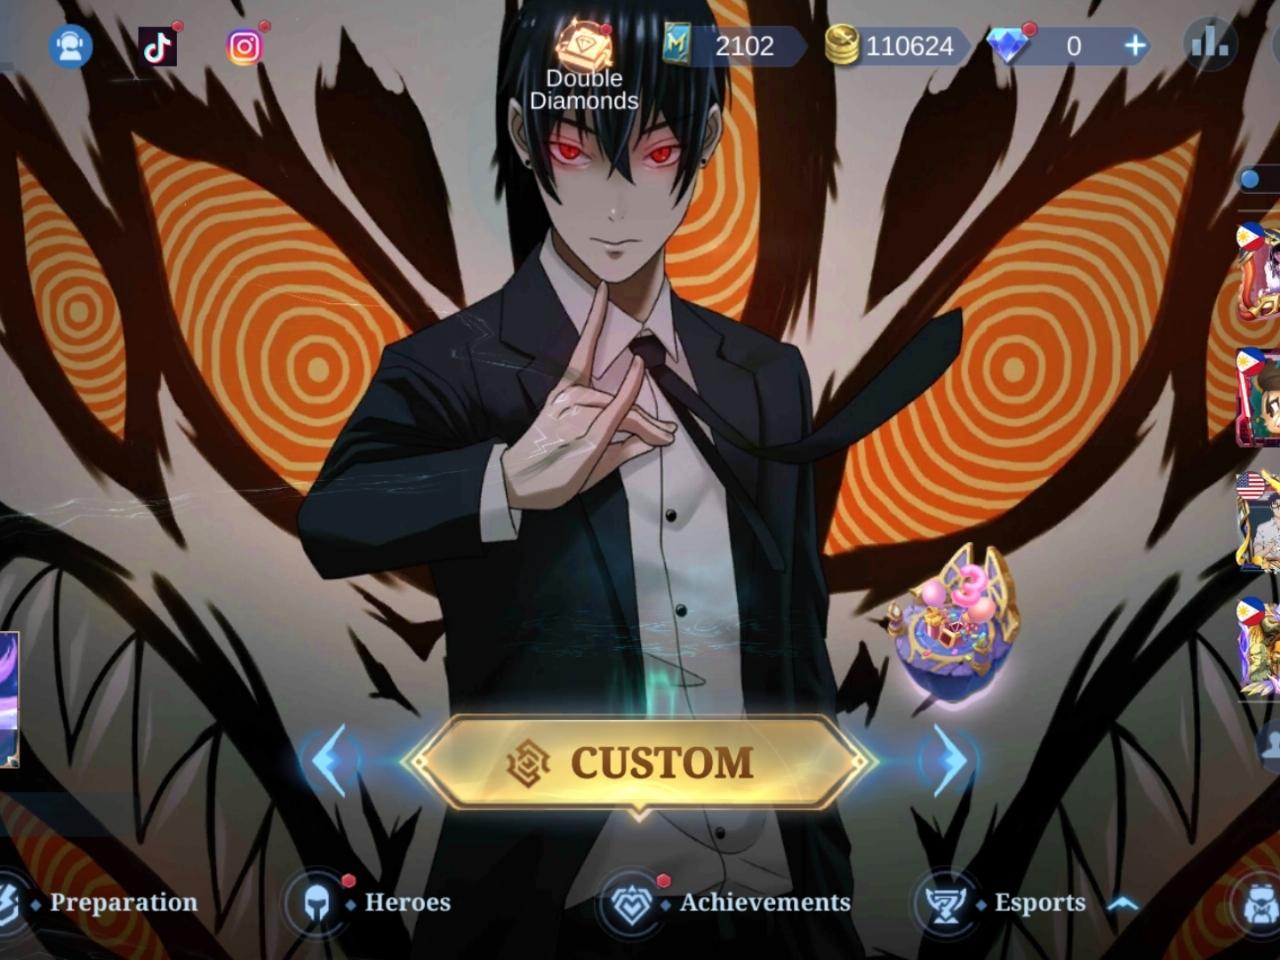 2102
110624
0
Double
Diamonds
CUSTOM
Preparation
Heroes
Achievements
Esports